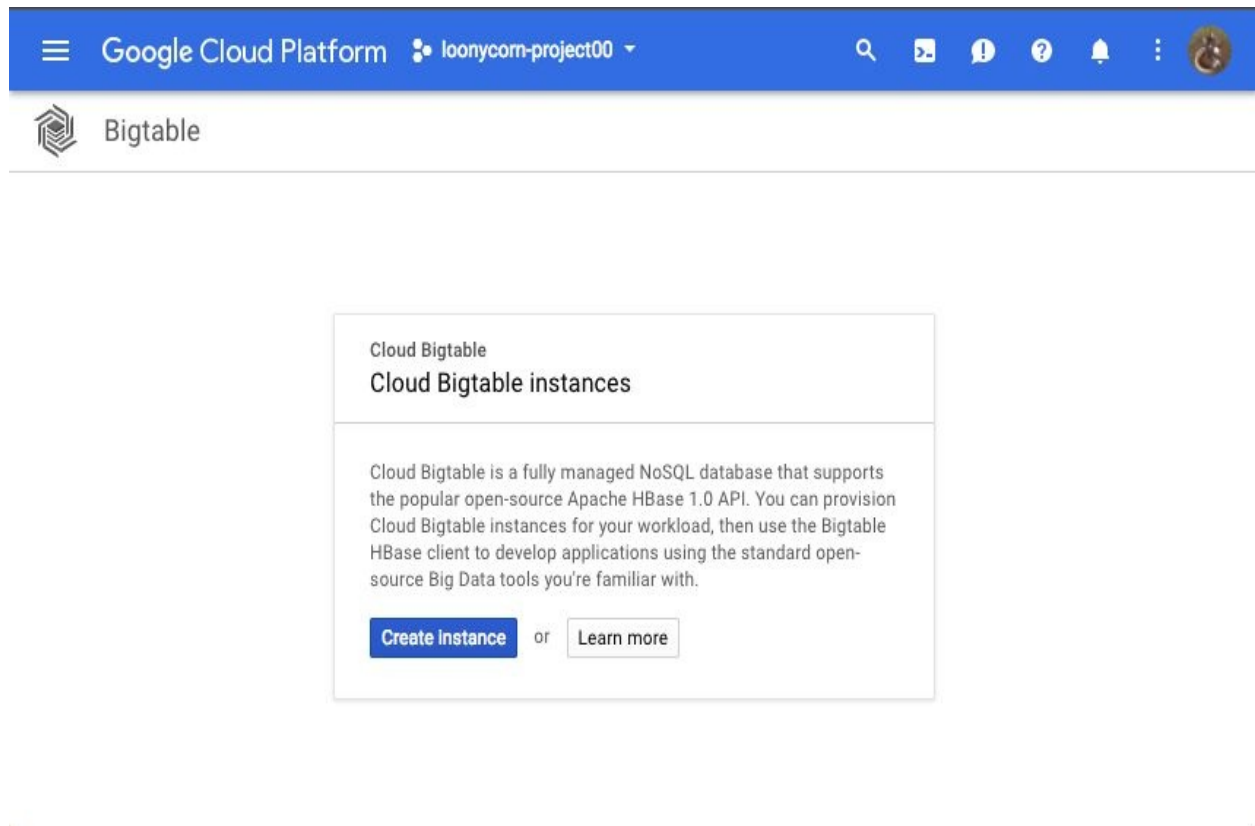 Google Cloud Platform loonycorn-project00
Bigtable
Cloud Bigtable
Cloud Bigtable instances
Cloud Bigtable is a fully managed NoSQL database that supports
the popular open-source Apache HBase 1.0 API. You can provision
Cloud Bigtable instances for your workload, then use the Bigtable
HBase client to develop applications using the standard open-
source Big Data tools you're familiar with.
Create instance or Learn more